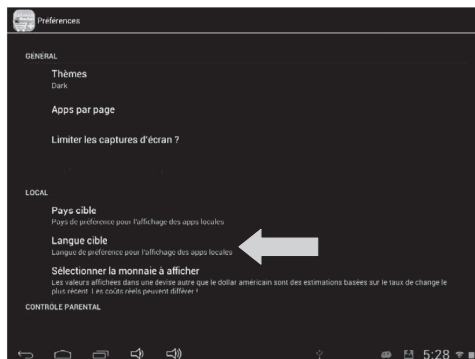 Préférences
GÉNÉRAL
Thèmes
Dark
Apps par page
Limiter les captures d'écran ?
LOCAL
Pays cible
Pays de préférence pour l'affichage des apps locales
Langue cible
Langue de préférence pour l'affichage des apps locales
Sélectionner la monnaie à afficher
Les valeurs affichées dans une devise autre que le dollar américain sont des estimations basées sur le taux de change le
plus récent. Les coûts réels peuvent différer !
CONTRÔLE PARENTAL
5:28